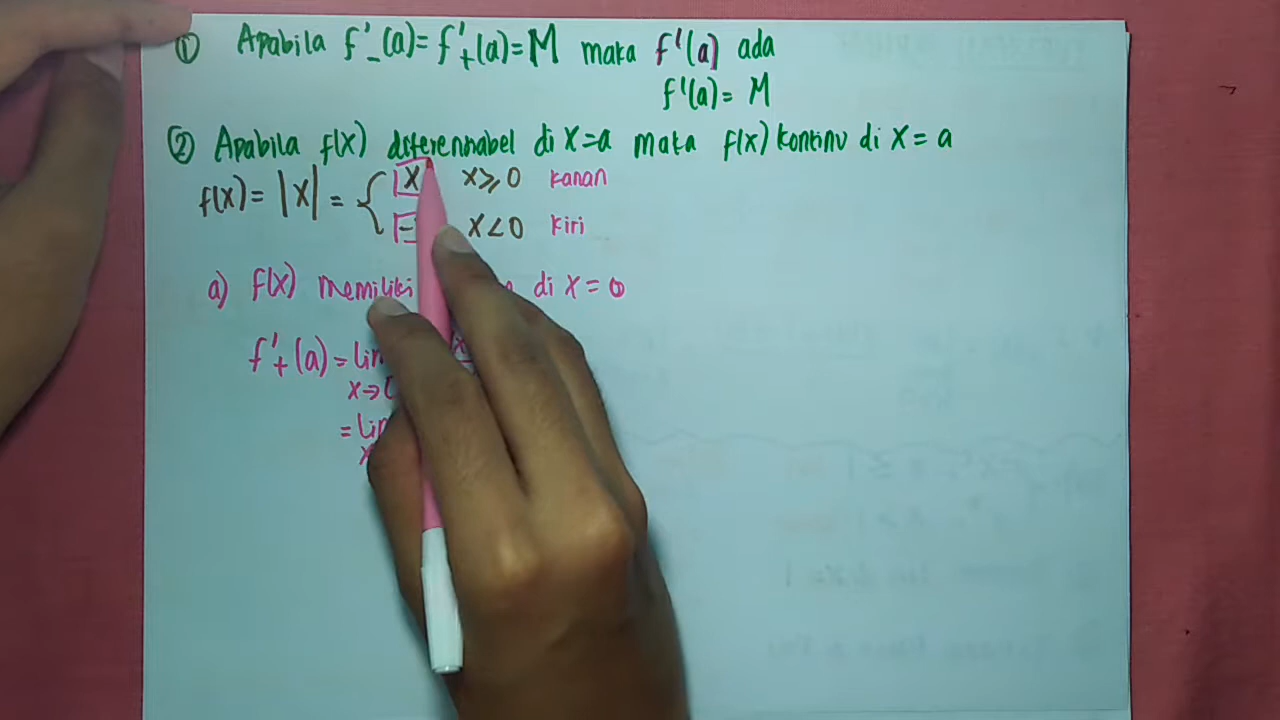 ① Apabila f'₋(a) = f'₊(a) = M maka f'(a) ada
f'(a) = M
② Apabila f(x) diferensiabel di x=a maka f(x) kontinu di x = a
f(x) = |x| = { x x ≥ 0 kanan
- x < 0 kiri
a) f(x) memiliki di x = 0
f'₊(a) = lim
x→0
= lim
x